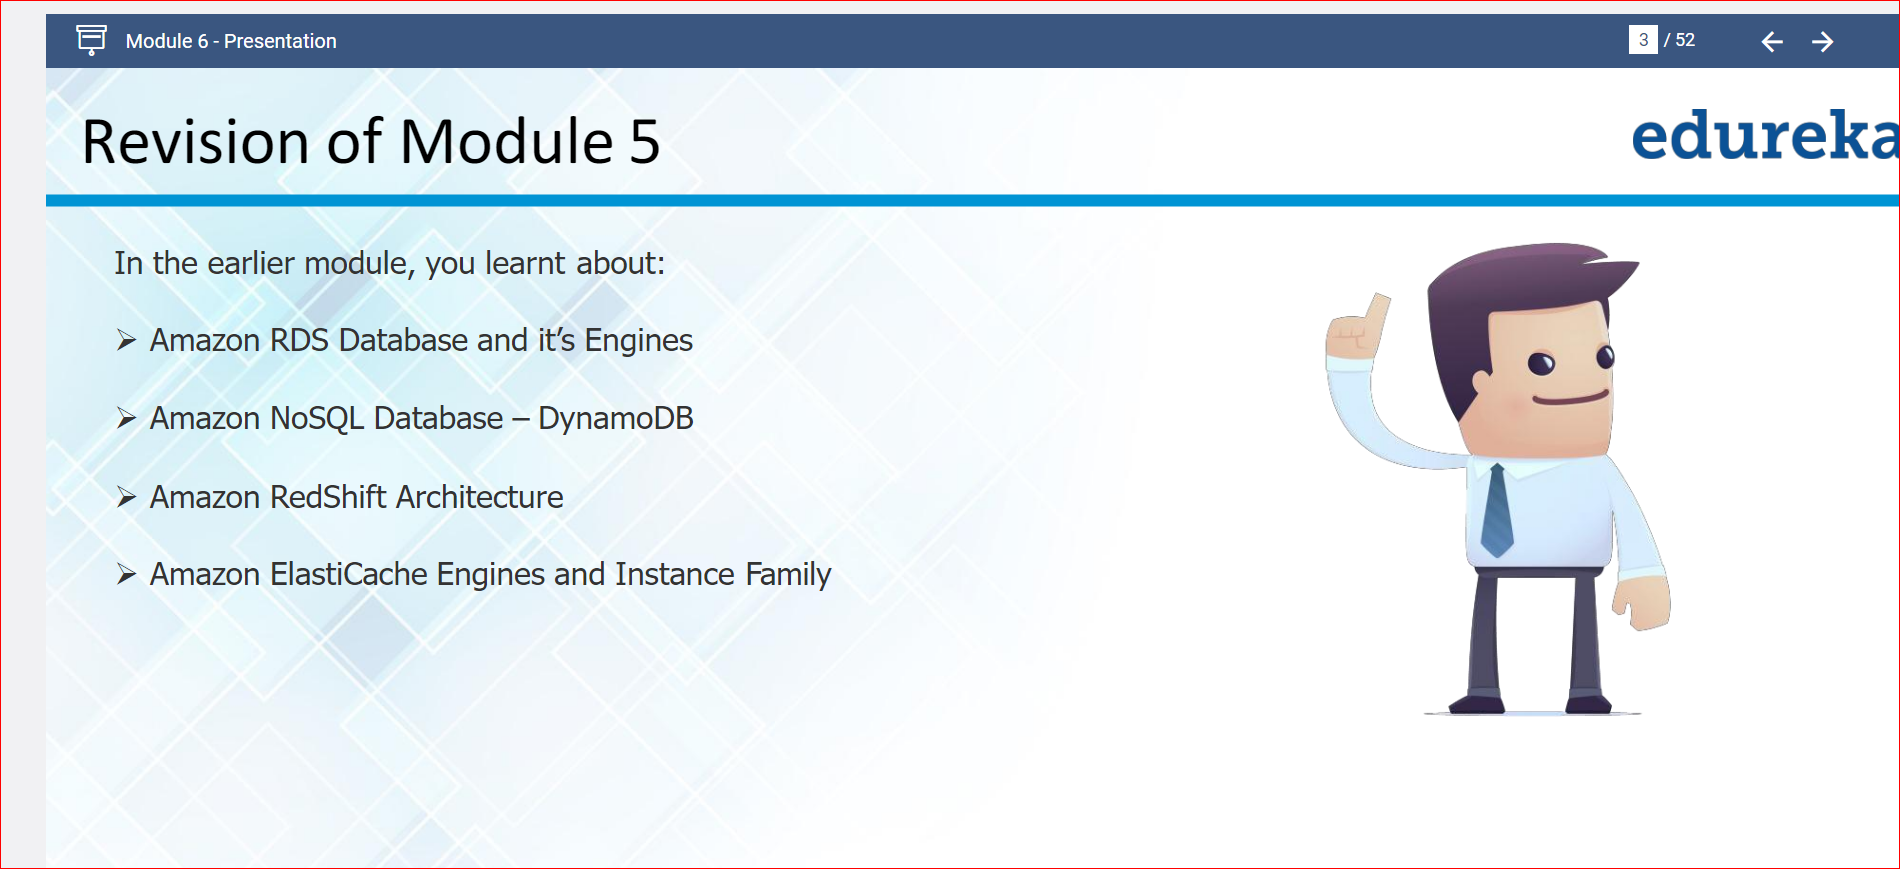 Module 6 - Presentation
3 / 52
Revision of Module 5
edureka
In the earlier module, you learnt about:
➢ Amazon RDS Database and it’s Engines
➢ Amazon NoSQL Database – DynamoDB
➢ Amazon RedShift Architecture
➢ Amazon ElastiCache Engines and Instance Family